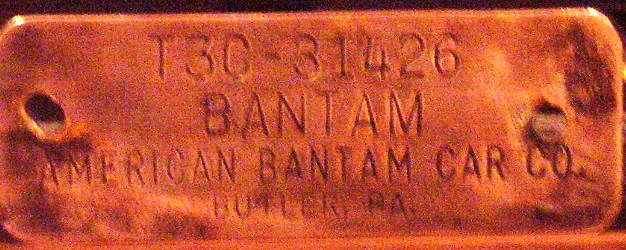 T3C-31426
BANTAM
AMERICAN BANTAM CAR CO.
BUTLER, PA.